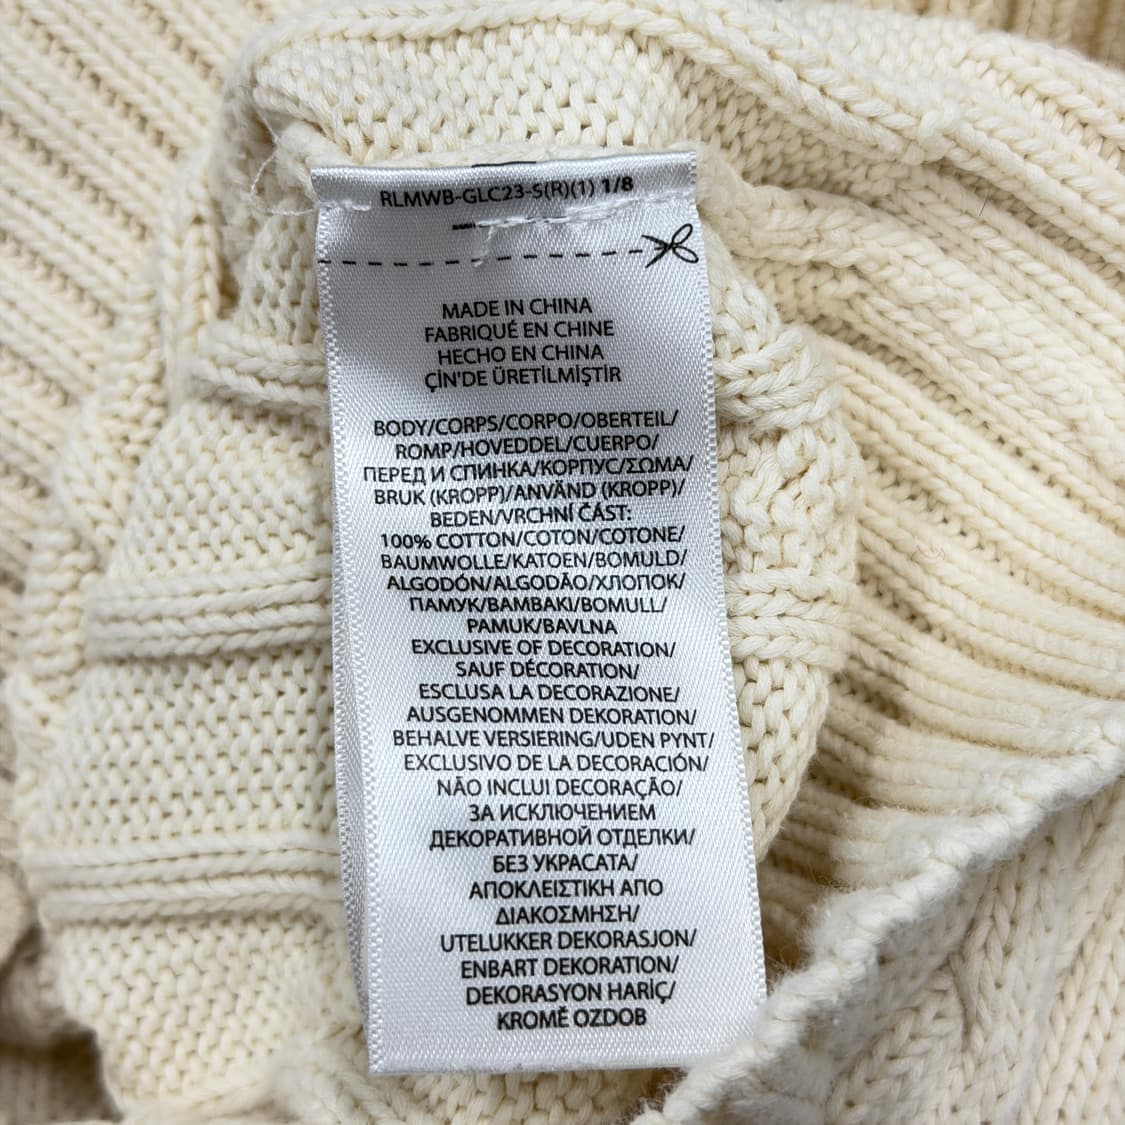 RLMWB-GLC23-S(R)(1) 1/8
MADE IN CHINA
FABRIQUÉ EN CHINE
HECHO EN CHINA
ÇİN'DE ÜRETİLMİŞTİR
BODY/CORPS/CORPO/OBERTEIL/
ROMP/HOVEDDEL/CUERPO/
ПЕРЕД И СПИНКА/КОРПУС/ΣΩΜΑ/
BRUK (KROPP)/ANVÄND (KROPP)/
BEDEN/VRCHNÍ ČÁST:
100% COTTON/COTON/COTONE/
BAUMWOLLE/KATOEN/BOMULD/
ALGODÓN/ALGODÃO/ХЛОПОК/
ПАМУК/ΒΑΜΒΑΚΙ/BOMULL/
PAMUK/BAVLNA
EXCLUSIVE OF DECORATION/
SAUF DÉCORATION/
ESCLUSA LA DECORAZIONE/
AUSGENOMMEN DEKORATION/
BEHALVE VERSIERING/UDEN PYNT/
EXCLUSIVO DE LA DECORACIÓN/
NÃO INCLUI DECORAÇÃO/
ЗА ИСКЛЮЧЕНИЕМ
ДЕКОРАТИВНОЙ ОТДЕЛКИ/
БЕЗ УКРАСАТА/
ΑΠΟΚΛΕΙΣΤΙΚΗ ΑΠΟ
ΔΙΑΚΟΣΜΗΣΗ/
UTELUKKER DEKORASJON/
ENBART DEKORATION/
DEKORASYON HARİÇ/
KROMĚ OZDOB